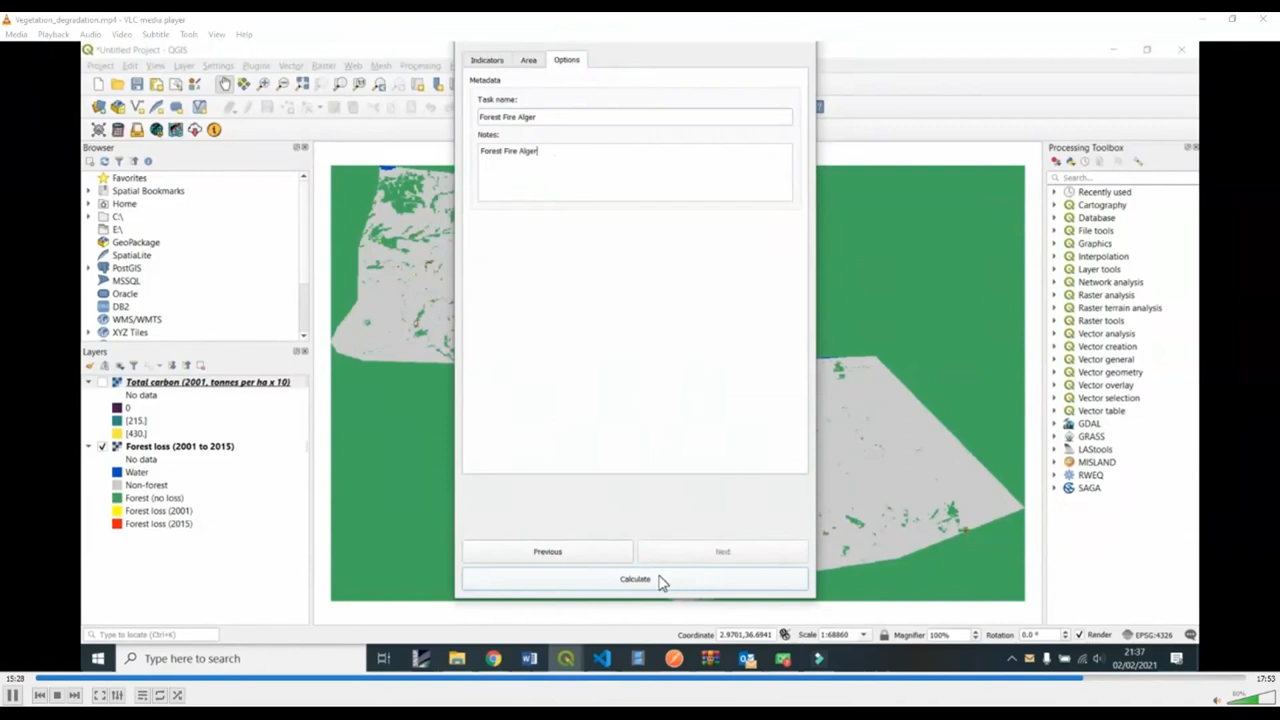 Vegetation_degradation.mp4 - VLC media player
Media Playback Audio Video Subtitle Tools View Help
*Untitled Project - QGIS
Project Edit View Layer Settings Plugins Vector Raster Web Mesh Processing
Browser
Favorites
Spatial Bookmarks
Home
C:\
E:\
GeoPackage
SpatiaLite
PostGIS
MSSQL
Oracle
DB2
WMS/WMTS
XYZ Tiles
Layers
Total carbon (2001, tonnes per ha x 10)
No data
0
[215.]
[430.]
Forest loss (2001 to 2015)
No data
Water
Non-forest
Forest (no loss)
Forest loss (2001)
Forest loss (2015)
Indicators Area Options
Metadata
Task name:
Forest Fire Alger
Notes:
Forest Fire Alger
Previous
Next
Calculate
Processing Toolbox
Search...
Recently used
Cartography
Database
File tools
Graphics
Interpolation
Layer tools
Network analysis
Raster analysis
Raster terrain analysis
Raster tools
Vector analysis
Vector creation
Vector general
Vector geometry
Vector overlay
Vector selection
Vector table
GDAL
GRASS
LAStools
MISLAND
RWEQ
SAGA
Type to locate (Ctrl+K)
Coordinate 2.9701,36.6941 Scale 1:68860 Magnifier 100% Rotation 0.0 ° Render EPSG:4326
Type here to search
21:37
02/02/2021
15:28
17:53
80%